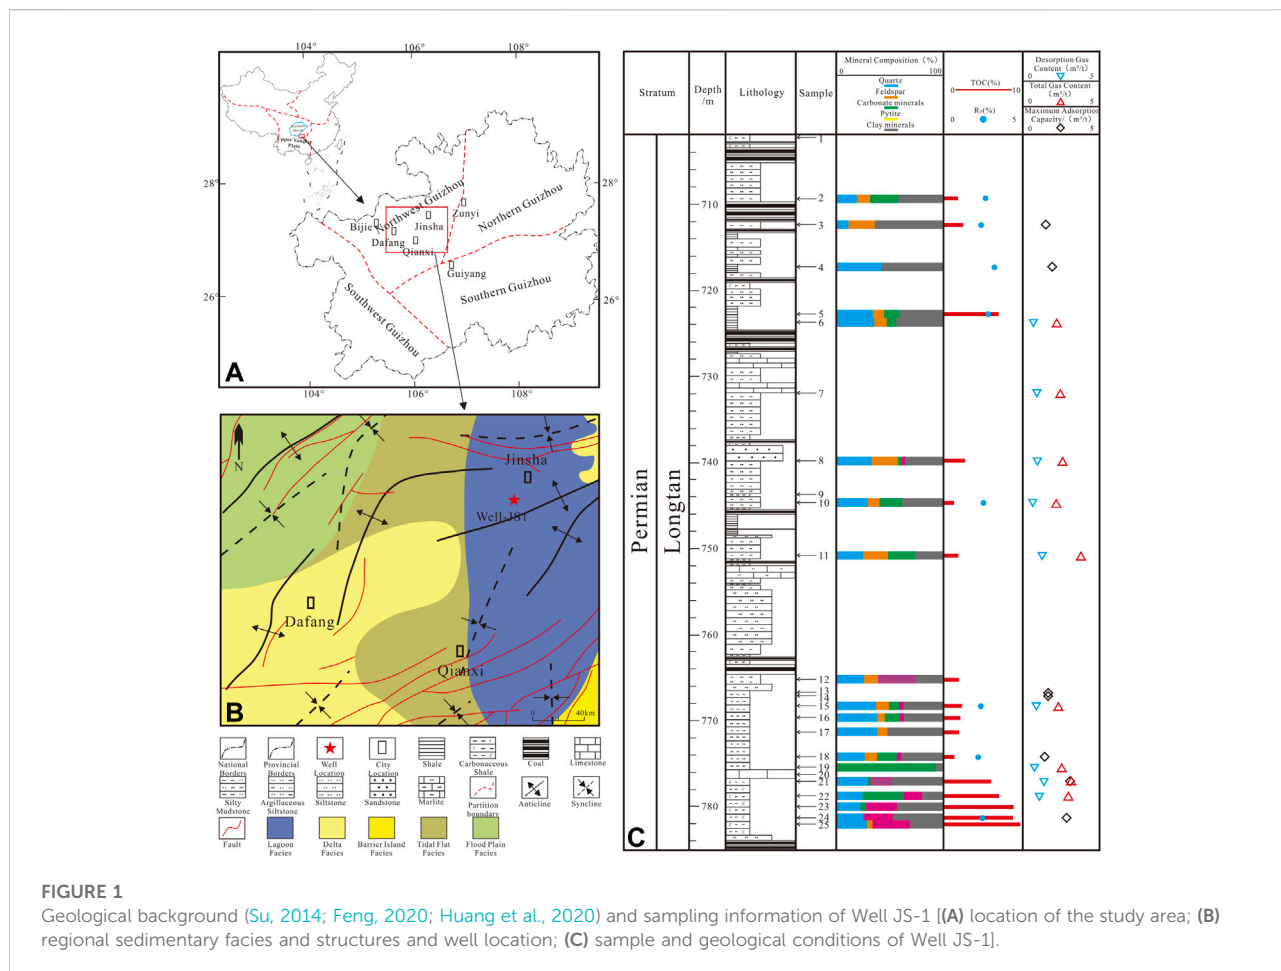 104°
106°
108°
28°
26°
28°
26°
104°
106°
108°
Upper Yangtze
Plate
Northwest Guizhou
Northern Guizhou
Southern Guizhou
Southwest Guizhou
Zunyi
Bijie
Jinsha
Dafang
Qianxi
Guiyang
A
N
Jinsha
Well-JS1
Dafang
Qianxi
0 40km
B
National Borders
Provincial Borders
Well Location
City Location
Shale
Carbonaceous Shale
Coal
Limestone
Silty Mudstone
Argillaceous Siltstone
Siltstone
Sandstone
Marlite
Partition boundary
Anticline
Syncline
Fault
Lagoon Facies
Delta Facies
Barrier Island Facies
Tidal Flat Facies
Flood Plain Facies
Stratum
Depth /m
Lithology
Sample
Mineral Composition (%)
0 100
Quartz
Feldspar
Carbonate minerals
Pytite
Clay minerals
TOC(%)
0 10
Rₒ(%)
0 5
Desorption Gas Content (m³/t)
0 5
Total Gas Content (m³/t)
0 5
Maximum Adsorption Capacity/ (m³/t)
0 5
Permian
Longtan
710
720
730
740
750
760
770
780
1
2
3
4
5
6
7
8
9
10
11
12
13
14
15
16
17
18
19
20
21
22
23
24
25
C
FIGURE 1
Geological background (Su, 2014; Feng, 2020; Huang et al., 2020) and sampling information of Well JS-1 [(A) location of the study area; (B)
regional sedimentary facies and structures and well location; (C) sample and geological conditions of Well JS-1].